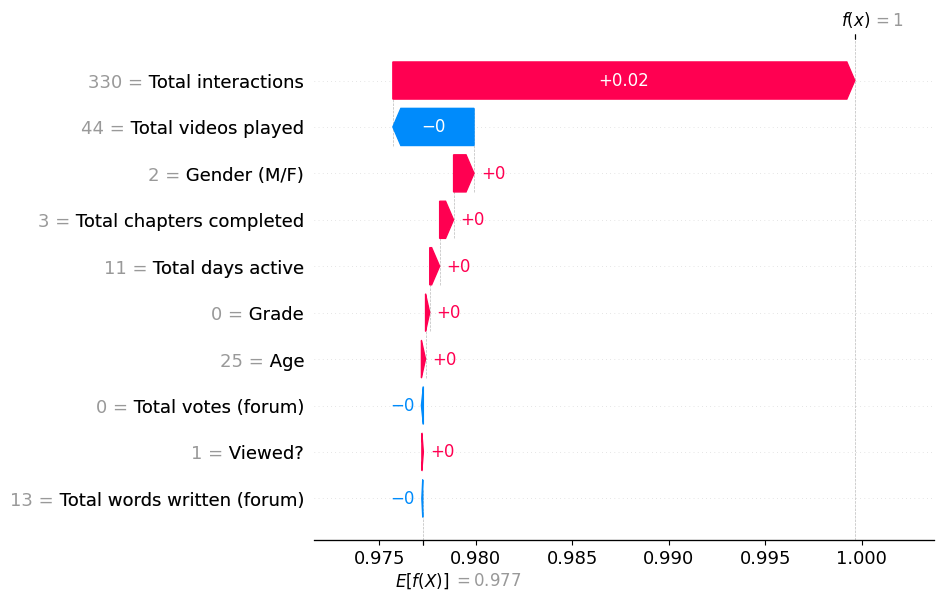 f(x) = 1
330 = Total interactions
+0.02
44 = Total videos played
−0
2 = Gender (M/F)
+0
3 = Total chapters completed
+0
11 = Total days active
+0
0 = Grade
+0
25 = Age
+0
0 = Total votes (forum)
−0
1 = Viewed?
+0
13 = Total words written (forum)
−0
0.975 0.980 0.985 0.990 0.995 1.000
E[f(X)] = 0.977